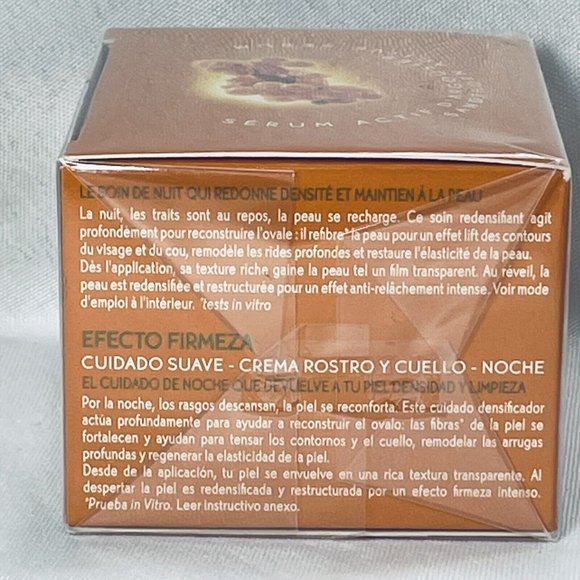 SÉRUM ACTIF D'ARGAN
LE SOIN DE NUIT QUI REDONNE DENSITÉ ET MAINTIEN À LA PEAU
La nuit, les traits sont au repos, la peau se recharge. Ce soin redensifiant agit
profondément pour reconstruire l'ovale : il refibre* la peau pour un effet lift des contours
du visage et du cou, remodèle les rides profondes et restaure l'élasticité de la peau.
Dès l'application, sa texture riche gaine la peau tel un film transparent. Au réveil, la
peau est redensifiée et restructurée pour un effet anti-relâchement intense. Voir mode
d'emploi à l'intérieur. *tests in vitro
EFECTO FIRMEZA
CUIDADO SUAVE - CREMA ROSTRO Y CUELLO - NOCHE
EL CUIDADO DE NOCHE QUE DEVUELVE A TU PIEL DENSIDAD Y LIMPIEZA
Por la noche, los rasgos descansan, la piel se reconforta. Este cuidado densificador
actúa profundamente para ayudar a reconstruir el ovalo: las fibras* de la piel se
fortalecen y ayudan para tensar los contornos y el cuello, remodelar las arrugas
profundas y regenerar la elasticidad de la piel.
Desde de la aplicación, tu piel se envuelve en una rica textura transparente. Al
despertar la piel es redensificada y restructurada por un efecto firmeza intenso.
*Prueba in Vitro. Leer Instructivo anexo.